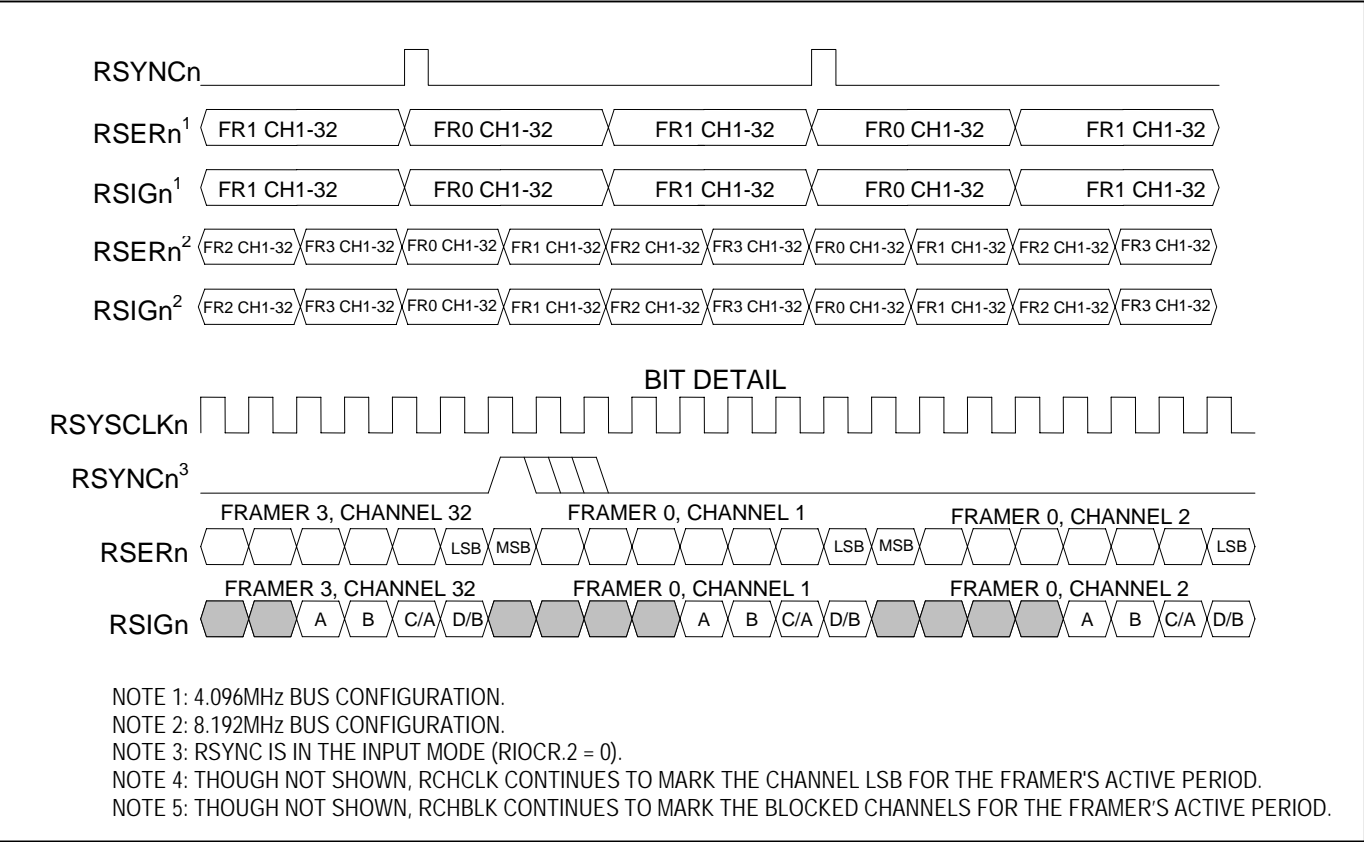 RSYNCn
RSERn1 FR1 CH1-32 FR0 CH1-32 FR1 CH1-32 FR0 CH1-32 FR1 CH1-32
RSIGn1 FR1 CH1-32 FR0 CH1-32 FR1 CH1-32 FR0 CH1-32 FR1 CH1-32
RSERn2 FR2 CH1-32 FR3 CH1-32 FR0 CH1-32 FR1 CH1-32 FR2 CH1-32 FR3 CH1-32 FR0 CH1-32 FR1 CH1-32 FR2 CH1-32 FR3 CH1-32
RSIGn2 FR2 CH1-32 FR3 CH1-32 FR0 CH1-32 FR1 CH1-32 FR2 CH1-32 FR3 CH1-32 FR0 CH1-32 FR1 CH1-32 FR2 CH1-32 FR3 CH1-32
BIT DETAIL
RSYSCLKn
RSYNCn3
FRAMER 3, CHANNEL 32 FRAMER 0, CHANNEL 1 FRAMER 0, CHANNEL 2
RSERn LSB MSB LSB MSB LSB
FRAMER 3, CHANNEL 32 FRAMER 0, CHANNEL 1 FRAMER 0, CHANNEL 2
RSIGn A B C/A D/B A B C/A D/B A B C/A D/B
NOTE 1: 4.096MHz BUS CONFIGURATION.
NOTE 2: 8.192MHz BUS CONFIGURATION.
NOTE 3: RSYNC IS IN THE INPUT MODE (RIOCR.2 = 0).
NOTE 4: THOUGH NOT SHOWN, RCHCLK CONTINUES TO MARK THE CHANNEL LSB FOR THE FRAMER'S ACTIVE PERIOD.
NOTE 5: THOUGH NOT SHOWN, RCHBLK CONTINUES TO MARK THE BLOCKED CHANNELS FOR THE FRAMER’S ACTIVE PERIOD.